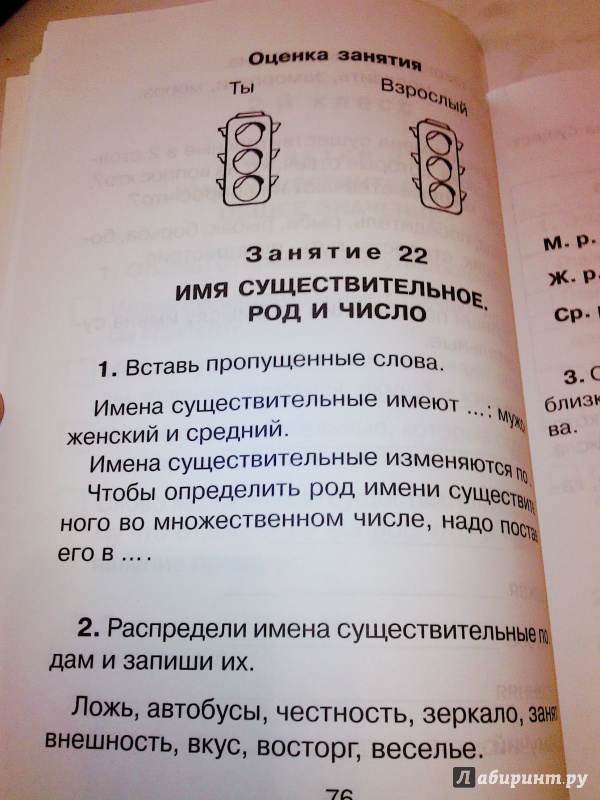 Оценка занятия
Ты Взрослый
Занятие 22
ИМЯ СУЩЕСТВИТЕЛЬНОЕ.
РОД И ЧИСЛО
1. Вставь пропущенные слова.
Имена существительные имеют ...: муж
женский и средний.
Имена существительные изменяются по
Чтобы определить род имени существит
ного во множественном числе, надо поста
его в ... .
2. Распредели имена существительные по
дам и запиши их.
Ложь, автобусы, честность, зеркало, заня
внешность, вкус, восторг, веселье.
76
М. р.
Ж. р.
Ср.
3.
близк
ва.
Лабиринт.ру